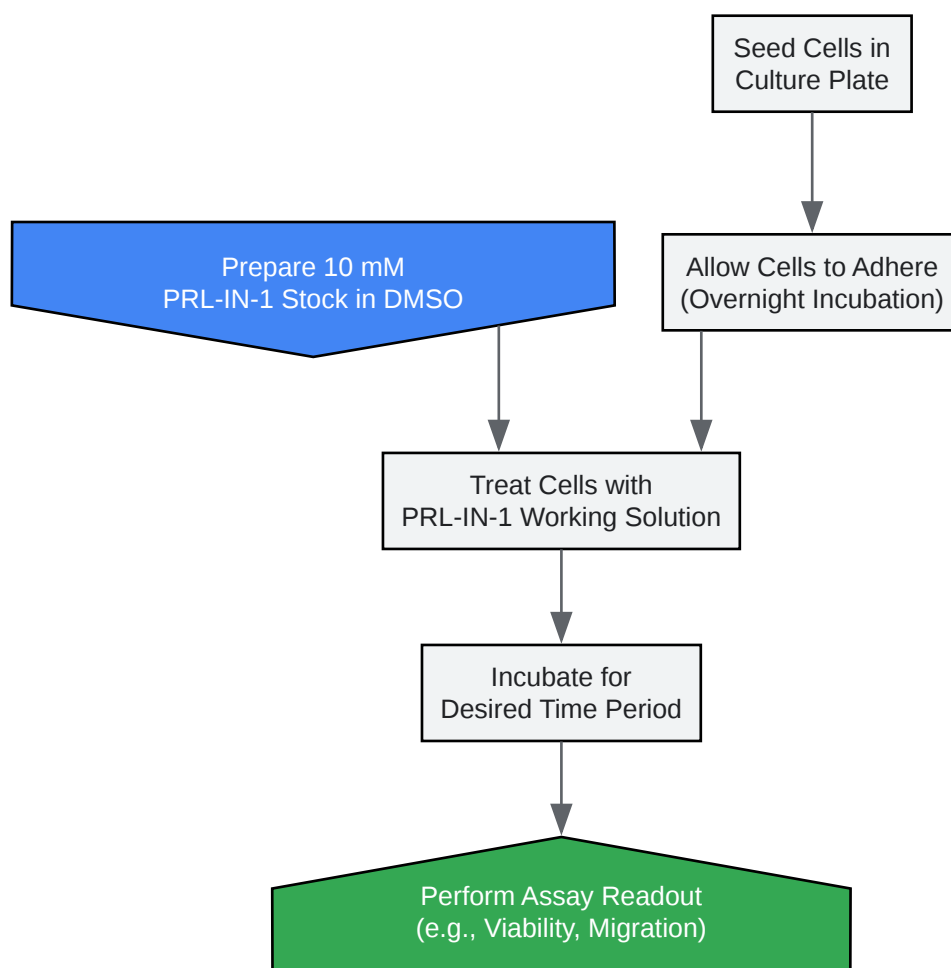 Seed Cells in
Culture Plate
Prepare 10 mM
PRL-IN-1 Stock in DMSO
Allow Cells to Adhere
(Overnight Incubation)
Treat Cells with
PRL-IN-1 Working Solution
Incubate for
Desired Time Period
Perform Assay Readout
(e.g., Viability, Migration)